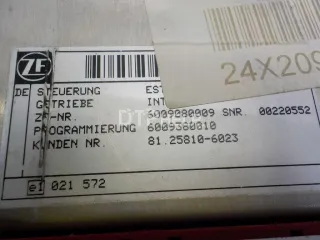 ZF
24X209
DE STEUERUNG EST
GETRIEBE INT
ZF-NR. 6009280009 SNR. 00220552
PROGRAMMIERUNG 6009360010
KUNDEN NR. 81.25810-6023
e1 021 572